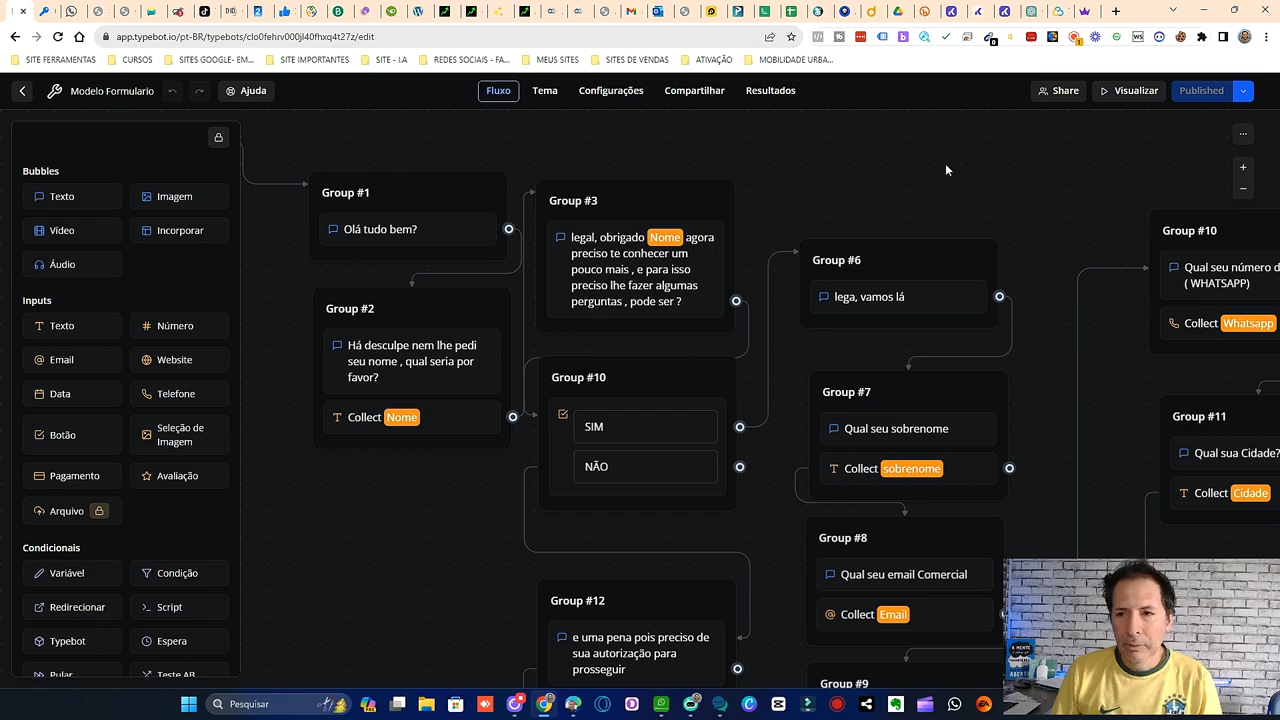 app.typebot.io/pt-BR/typebots/clo0fehrv000jl40fhxq4t27z/edit
SITE FERRAMENTAS
CURSOS
SITES GOOGLE- EM...
SITES IMPORTANTES
SITE - I.A
REDES SOCIAIS - FA...
MEUS SITES
SITES DE VENDAS
ATIVAÇÃO
MOBILIDADE URBA...
Modelo Formulario
Ajuda
Fluxo
Tema
Configurações
Compartilhar
Resultados
Share
Visualizar
Published
Bubbles
Texto
Imagem
Vídeo
Incorporar
Áudio
Inputs
Texto
Número
Email
Website
Data
Telefone
Botão
Seleção de
Imagem
Pagamento
Avaliação
Arquivo
Condicionais
Variável
Condição
Redirecionar
Script
Typebot
Espera
Pular
Teste AB
Group #1
Olá tudo bem?
Group #2
Há desculpe nem lhe pedi
seu nome , qual seria por
favor?
Collect Nome
Group #3
legal, obrigado Nome agora
preciso te conhecer um
pouco mais , e para isso
preciso lhe fazer algumas
perguntas , pode ser ?
Group #10
SIM
NÃO
Group #12
e uma pena pois preciso de
sua autorização para
prosseguir
Group #6
lega, vamos lá
Group #7
Qual seu sobrenome
Collect sobrenome
Group #8
Qual seu email Comercial
Collect Email
Group #9
Group #10
Qual seu número d
( WHATSAPP)
Collect Whatsapp
Group #11
Qual sua Cidade?
Collect Cidade
A MENTE
ABERTA
Pesquisar